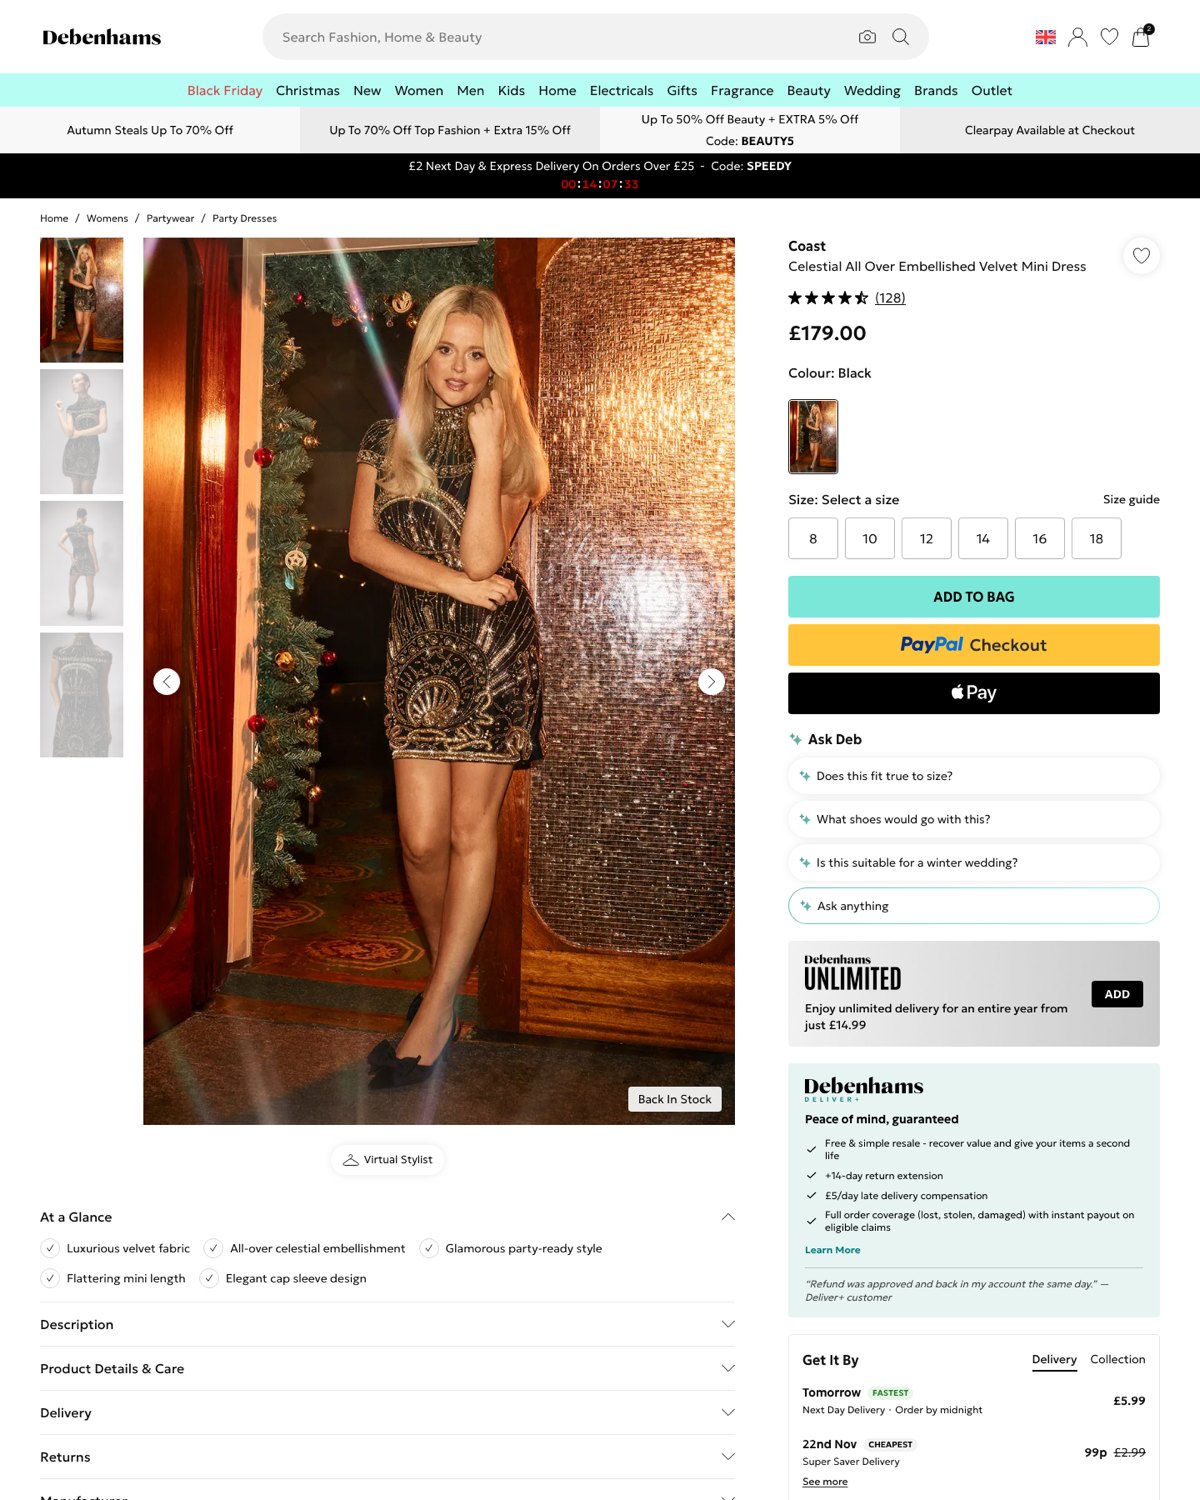 Debenhams
Search Fashion, Home & Beauty
2
Black Friday Christmas New Women Men Kids Home Electricals Gifts Fragrance Beauty Wedding Brands Outlet
Autumn Steals Up To 70% Off
Up To 70% Off Top Fashion + Extra 15% Off
Up To 50% Off Beauty + EXTRA 5% Off
Code: BEAUTY5
Clearpay Available at Checkout
£2 Next Day & Express Delivery On Orders Over £25 - Code: SPEEDY
00:14:07:33
Home / Womens / Partywear / Party Dresses
Coast
Celestial All Over Embellished Velvet Mini Dress
(128)
£179.00
Colour: Black
Size: Select a size
Size guide
8 10 12 14 16 18
ADD TO BAG
PayPal Checkout
Pay
Ask Deb
Does this fit true to size?
What shoes would go with this?
Is this suitable for a winter wedding?
Ask anything
Debenhams
UNLIMITED
Enjoy unlimited delivery for an entire year from
just £14.99
ADD
Debenhams
DELIVER+
Peace of mind, guaranteed
Free & simple resale - recover value and give your items a second
life
+14-day return extension
£5/day late delivery compensation
Full order coverage (lost, stolen, damaged) with instant payout on
eligible claims
Learn More
“Refund was approved and back in my account the same day.” —
Deliver+ customer
Get It By
Delivery Collection
Tomorrow FASTEST
Next Day Delivery · Order by midnight
£5.99
22nd Nov CHEAPEST
Super Saver Delivery
99p £2.99
See more
Back In Stock
Virtual Stylist
At a Glance
Luxurious velvet fabric All-over celestial embellishment Glamorous party-ready style
Flattering mini length Elegant cap sleeve design
Description
Product Details & Care
Delivery
Returns
Manufacturer